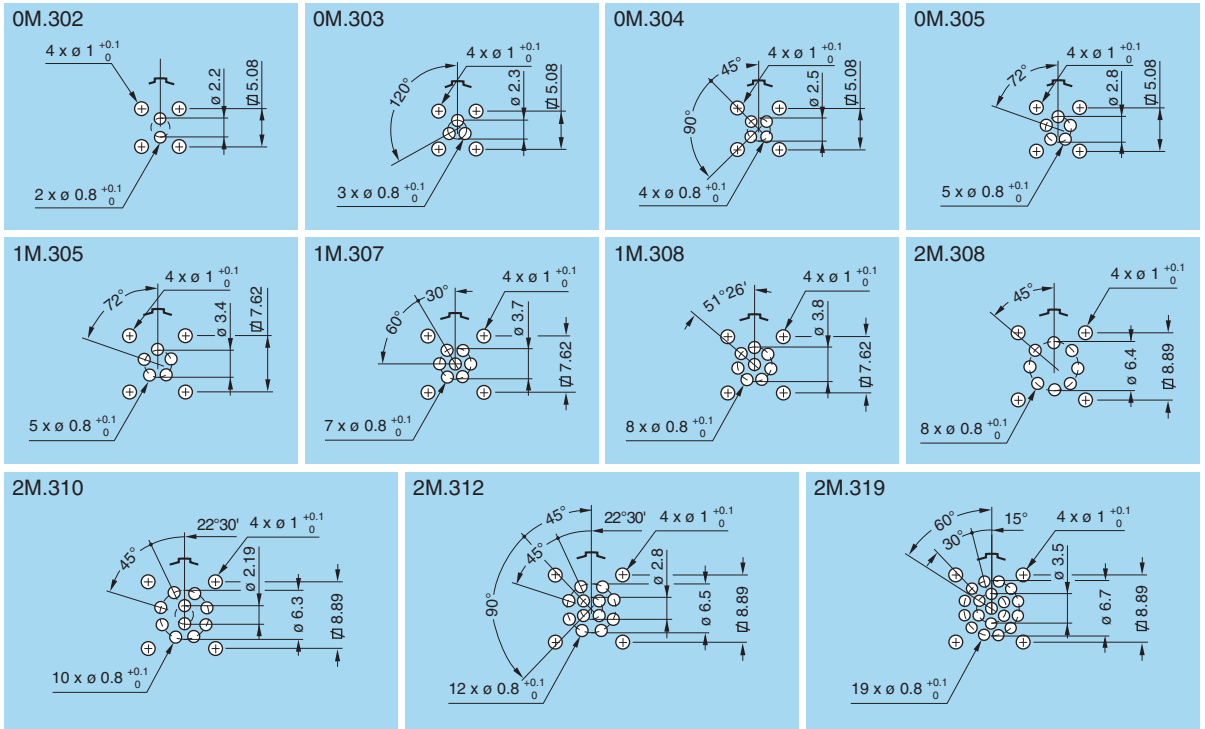 0M.302
4 x ø 1 +0.1 0
ø 2.2
⌷ 5.08
2 x ø 0.8 +0.1 0
0M.303
4 x ø 1 +0.1 0
120°
ø 2.3
⌷ 5.08
3 x ø 0.8 +0.1 0
0M.304
4 x ø 1 +0.1 0
45°
90°
ø 2.5
⌷ 5.08
4 x ø 0.8 +0.1 0
0M.305
4 x ø 1 +0.1 0
72°
ø 2.8
⌷ 5.08
5 x ø 0.8 +0.1 0
1M.305
4 x ø 1 +0.1 0
72°
ø 3.4
⌷ 7.62
5 x ø 0.8 +0.1 0
1M.307
4 x ø 1 +0.1 0
30°
60°
ø 3.7
⌷ 7.62
7 x ø 0.8 +0.1 0
1M.308
4 x ø 1 +0.1 0
51°26'
ø 3.8
⌷ 7.62
8 x ø 0.8 +0.1 0
2M.308
4 x ø 1 +0.1 0
45°
ø 6.4
⌷ 8.89
8 x ø 0.8 +0.1 0
2M.310
22°30'
4 x ø 1 +0.1 0
45°
ø 2.19
ø 6.3
⌷ 8.89
10 x ø 0.8 +0.1 0
2M.312
45°
22°30'
4 x ø 1 +0.1 0
45°
90°
ø 2.8
ø 6.5
⌷ 8.89
12 x ø 0.8 +0.1 0
2M.319
60°
15°
4 x ø 1 +0.1 0
30°
ø 3.5
ø 6.7
⌷ 8.89
19 x ø 0.8 +0.1 0